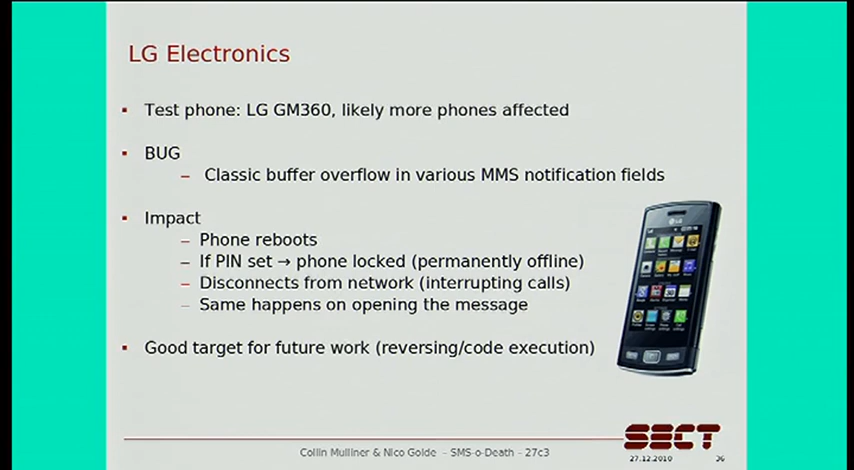 LG Electronics
Test phone: LG GM360, likely more phones affected
BUG
– Classic buffer overflow in various MMS notification fields
Impact
– Phone reboots
– If PIN set → phone locked (permanently offline)
– Disconnects from network (interrupting calls)
– Same happens on opening the message
Good target for future work (reversing/code execution)
LG
SECT
Collin Mulliner & Nico Golde - SMS-o-Death - 27c3
27.12.2010
36